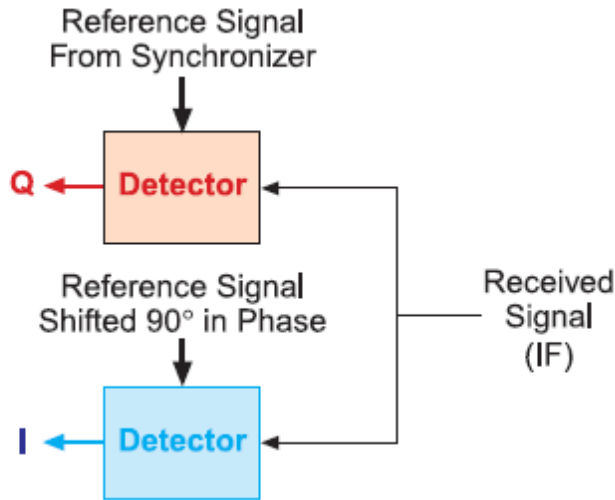 Reference Signal
From Synchronizer
Detector
Q
Reference Signal
Shifted 90° in Phase
Received
Signal
(IF)
Detector
I